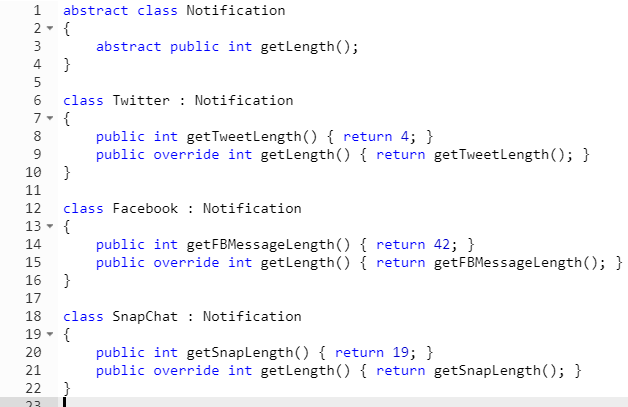 1 abstract class Notification
2 {
3     abstract public int getLength();
4 }
5
6 class Twitter : Notification
7 {
8     public int getTweetLength() { return 4; }
9     public override int getLength() { return getTweetLength(); }
10 }
11
12 class Facebook : Notification
13 {
14     public int getFBMessageLength() { return 42; }
15     public override int getLength() { return getFBMessageLength(); }
16 }
17
18 class SnapChat : Notification
19 {
20     public int getSnapLength() { return 19; }
21     public override int getLength() { return getSnapLength(); }
22 }
23